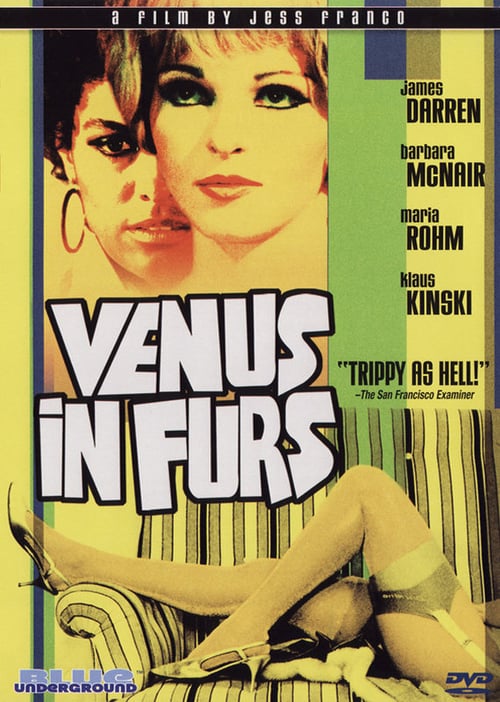 a film by Jess Franco
james
DARREN
barbara
McNAIR
maria
ROHM
klaus
KINSKI
VENUS
iN FURS
"TRIPPY AS HELL!"
–The San Francisco Examiner
BLUE
UNDERGROUND
DVD